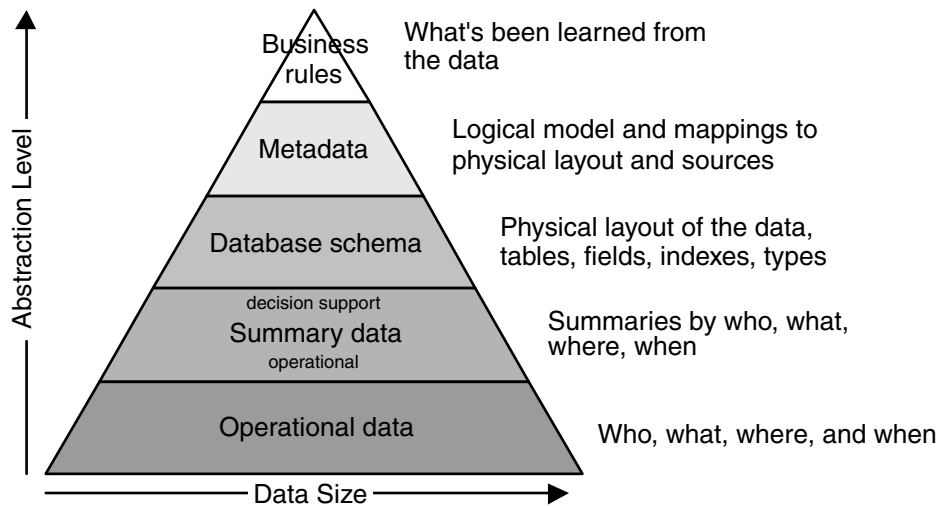 Business
rules
What's been learned from
the data
Metadata
Logical model and mappings to
physical layout and sources
Database schema
Physical layout of the data,
tables, fields, indexes, types
decision support
Summary data
operational
Summaries by who, what,
where, when
Operational data
Who, what, where, and when
Abstraction Level
Data Size